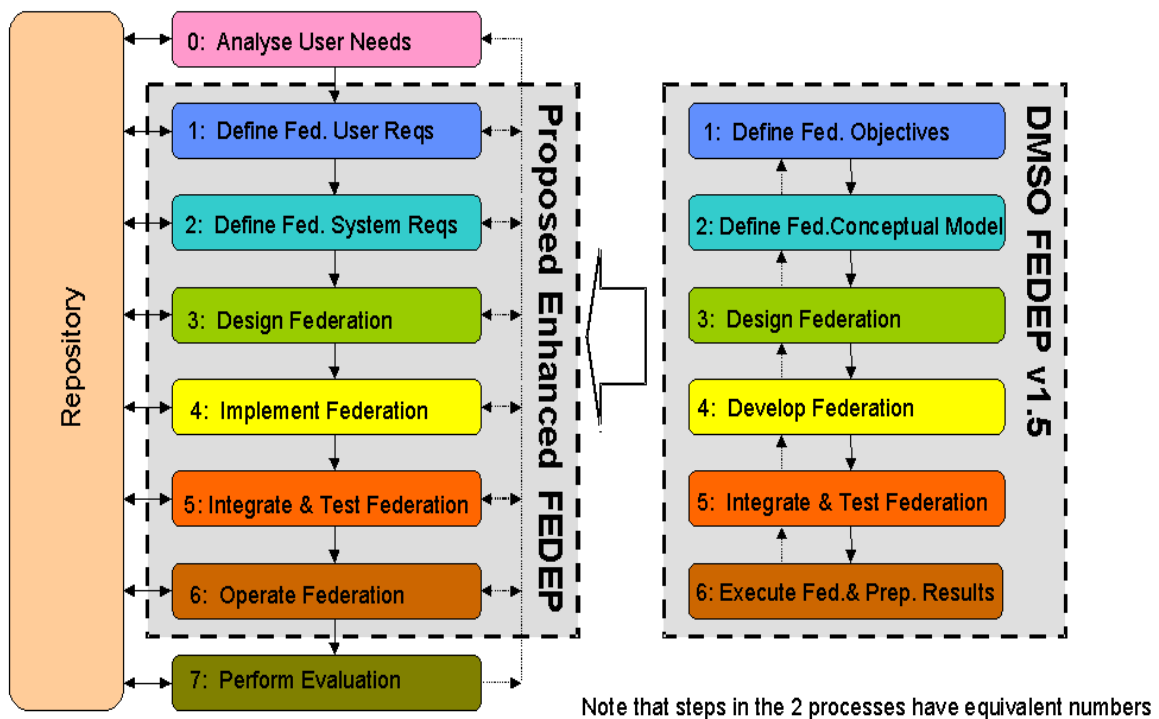 Repository
0: Analyse User Needs
Proposed Enhanced FEDEP
1: Define Fed. User Reqs
2: Define Fed. System Reqs
3: Design Federation
4: Implement Federation
5: Integrate & Test Federation
6: Operate Federation
7: Perform Evaluation
DMSO FEDEP v1.5
1: Define Fed. Objectives
2: Define Fed.Conceptual Model
3: Design Federation
4: Develop Federation
5: Integrate & Test Federation
6: Execute Fed.& Prep. Results
Note that steps in the 2 processes have equivalent numbers